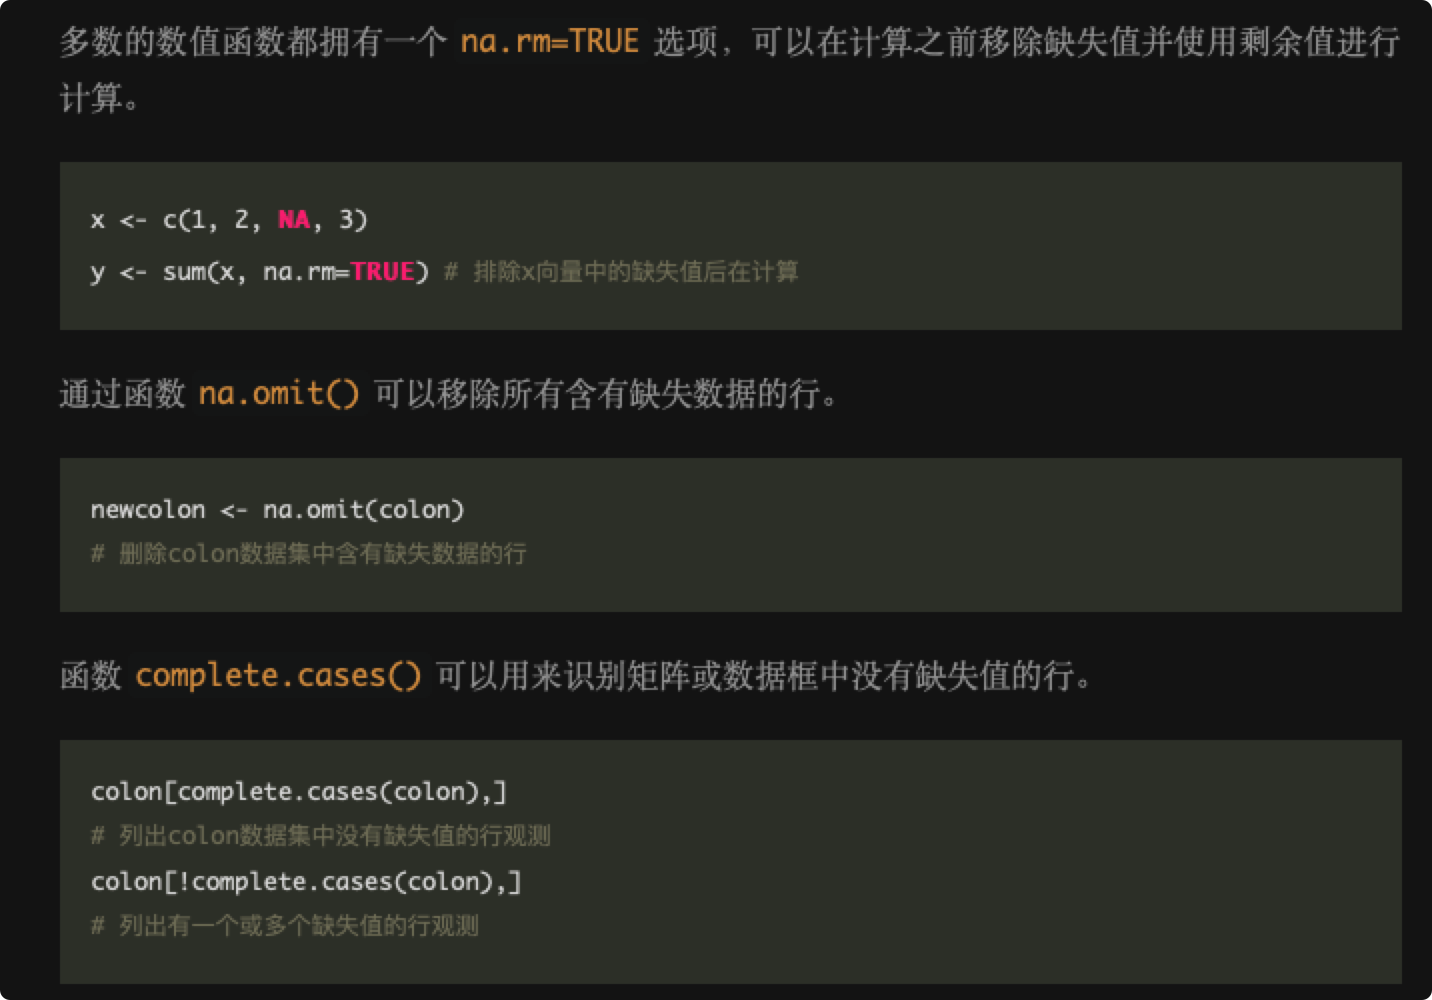 多数的数值函数都拥有一个 na.rm=TRUE 选项，可以在计算之前移除缺失值并使用剩余值进行
计算。
x <- c(1, 2, NA, 3)
y <- sum(x, na.rm=TRUE) # 排除x向量中的缺失值后在计算
通过函数 na.omit() 可以移除所有含有缺失数据的行。
newcolon <- na.omit(colon)
# 删除colon数据集中含有缺失数据的行
函数 complete.cases() 可以用来识别矩阵或数据框中没有缺失值的行。
colon[complete.cases(colon),]
# 列出colon数据集中没有缺失值的行观测
colon[!complete.cases(colon),]
# 列出有一个或多个缺失值的行观测